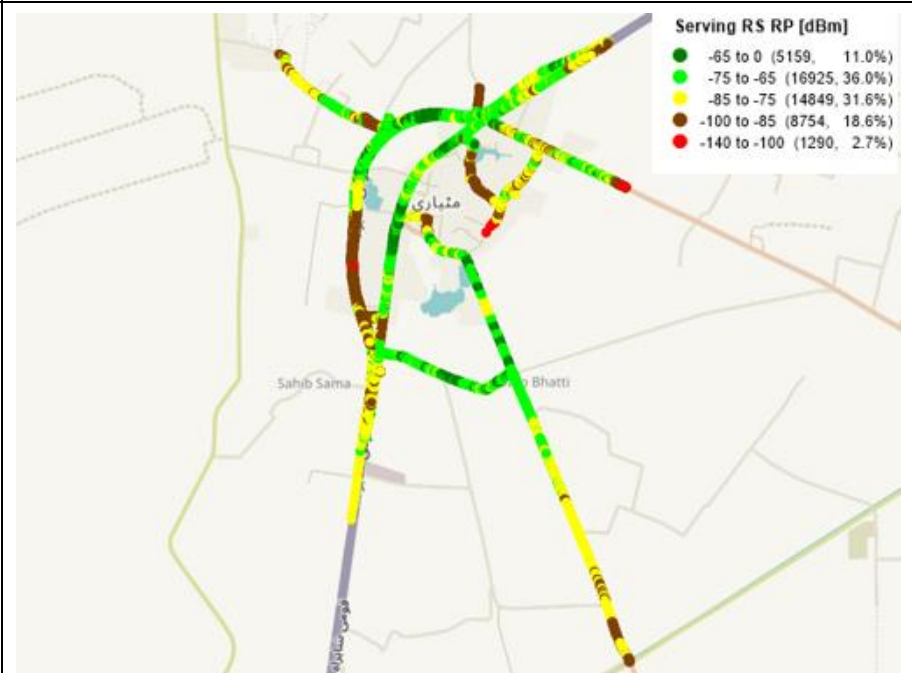 Serving RS RP [dBm]
-65 to 0 (5159, 11.0%)
-75 to -65 (16925, 36.0%)
-85 to -75 (14849, 31.6%)
-100 to -85 (8754, 18.6%)
-140 to -100 (1290, 2.7%)
مٹیاری
Sahib Sama
Bhatti
قومی شاہراہ